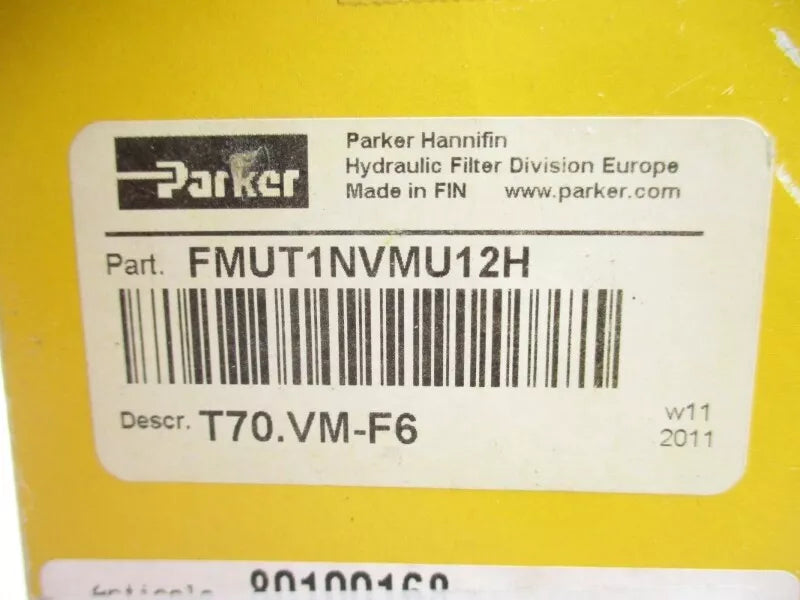 Parker
Parker Hannifin
Hydraulic Filter Division Europe
Made in FIN www.parker.com
Part. FMUT1NVMU12H
Descr. T70.VM-F6
w11
2011